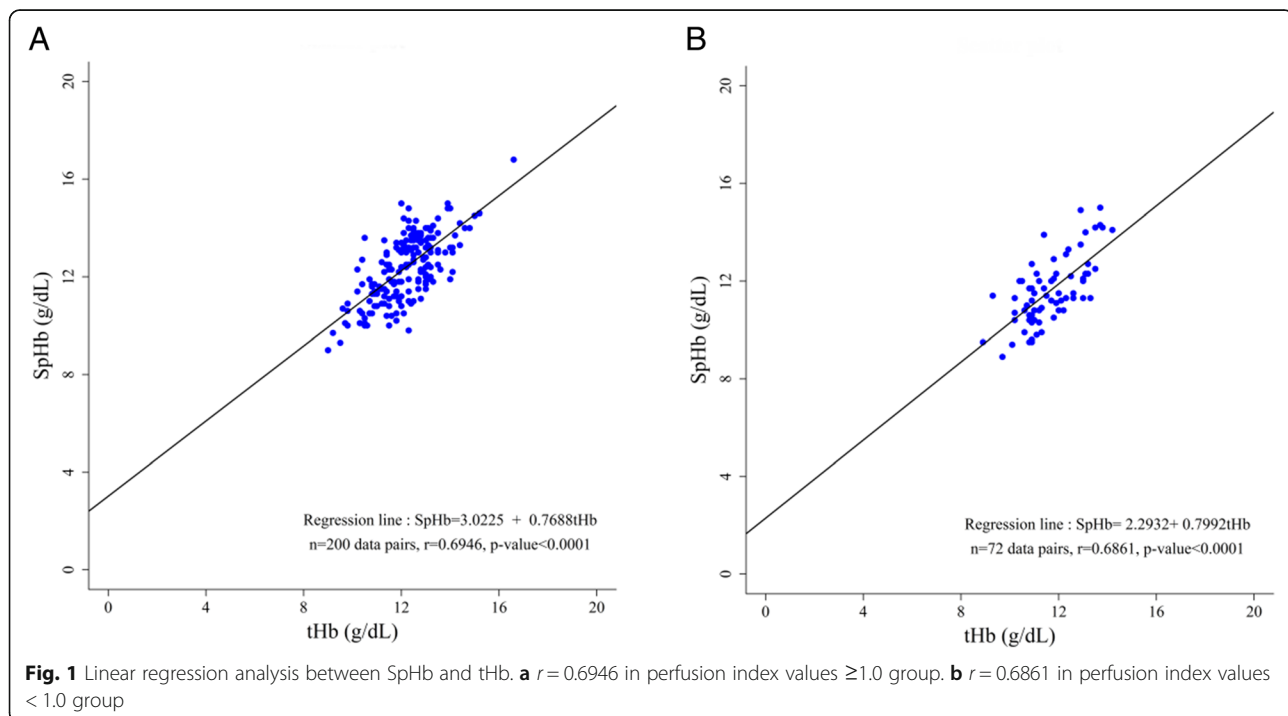 A
SpHb (g/dL)
20
16
12
8
4
0
Regression line : SpHb=3.0225 + 0.7688tHb
n=200 data pairs, r=0.6946, p-value<0.0001
0 4 8 12 16 20
tHb (g/dL)
B
SpHb (g/dL)
20
16
12
8
4
0
Regression line : SpHb= 2.2932+ 0.7992tHb
n=72 data pairs, r=0.6861, p-value<0.0001
0 4 8 12 16 20
tHb (g/dL)
Fig. 1 Linear regression analysis between SpHb and tHb. a r = 0.6946 in perfusion index values ≥1.0 group. b r = 0.6861 in perfusion index values
< 1.0 group